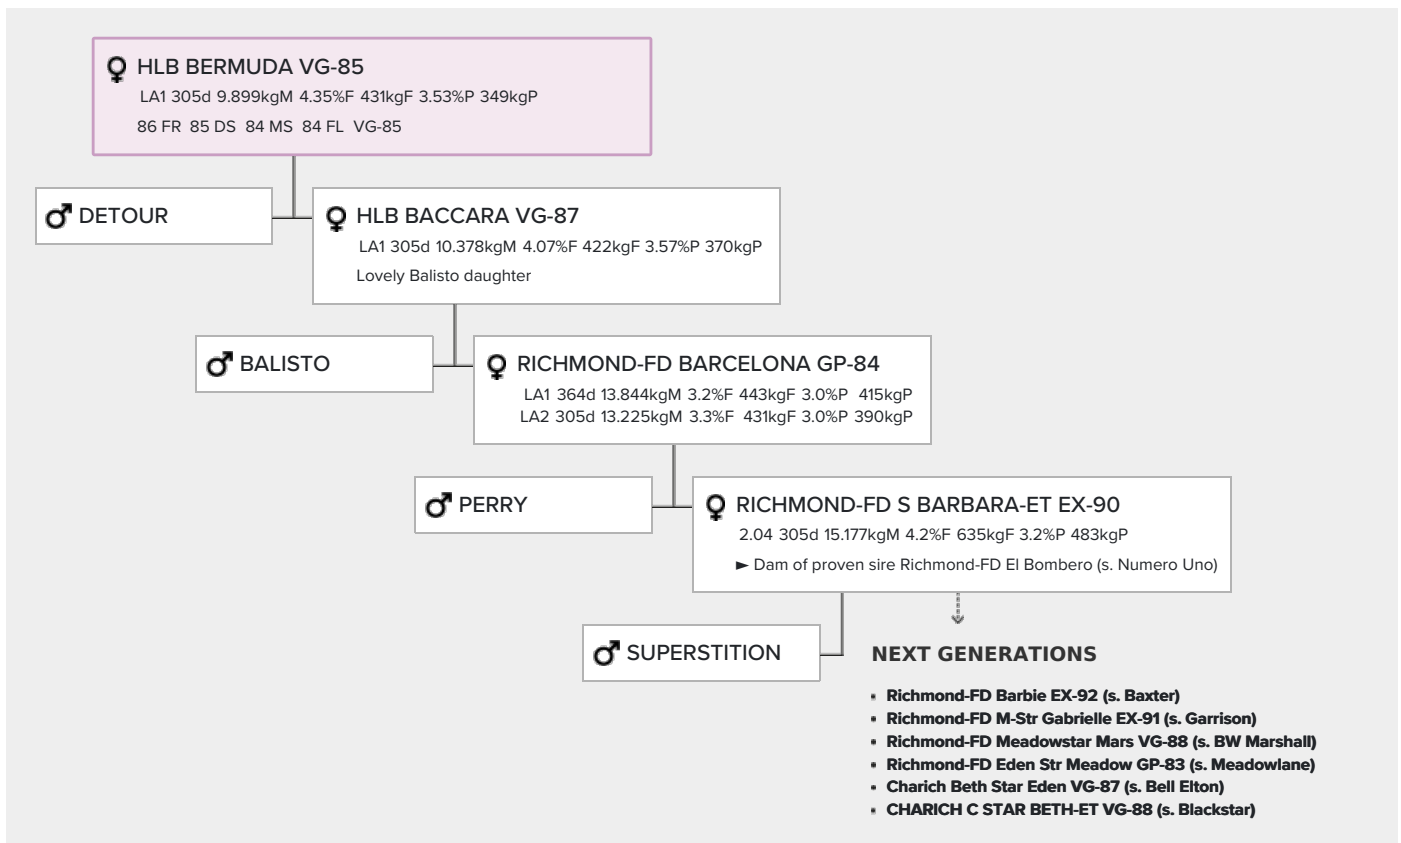 HLB BERMUDA VG-85
LA1 305d 9.899kgM 4.35%F 431kgF 3.53%P 349kgP
86 FR 85 DS 84 MS 84 FL VG-85
DETOUR
HLB BACCARA VG-87
LA1 305d 10.378kgM 4.07%F 422kgF 3.57%P 370kgP
Lovely Balisto daughter
BALISTO
RICHMOND-FD BARCELONA GP-84
LA1 364d 13.844kgM 3.2%F 443kgF 3.0%P 415kgP
LA2 305d 13.225kgM 3.3%F 431kgF 3.0%P 390kgP
PERRY
RICHMOND-FD S BARBARA-ET EX-90
2.04 305d 15.177kgM 4.2%F 635kgF 3.2%P 483kgP
► Dam of proven sire Richmond-FD El Bombero (s. Numero Uno)
SUPERSTITION
NEXT GENERATIONS
• Richmond-FD Barbie EX-92 (s. Baxter)
• Richmond-FD M-Str Gabrielle EX-91 (s. Garrison)
• Richmond-FD Meadowstar Mars VG-88 (s. BW Marshall)
• Richmond-FD Eden Str Meadow GP-83 (s. Meadowlane)
• Charich Beth Star Eden VG-87 (s. Bell Elton)
• CHARICH C STAR BETH-ET VG-88 (s. Blackstar)